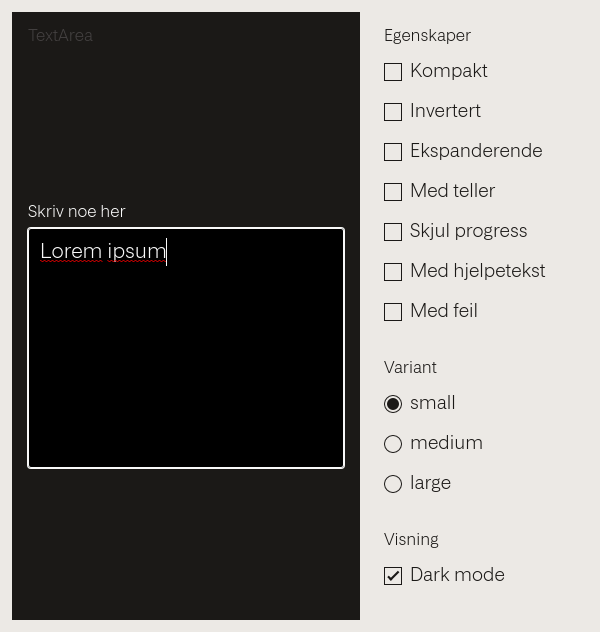 TextArea
Skriv noe her
Lorem ipsum
Egenskaper
Kompakt
Invertert
Ekspanderende
Med teller
Skjul progress
Med hjelpetekst
Med feil
Variant
small
medium
large
Visning
Dark mode